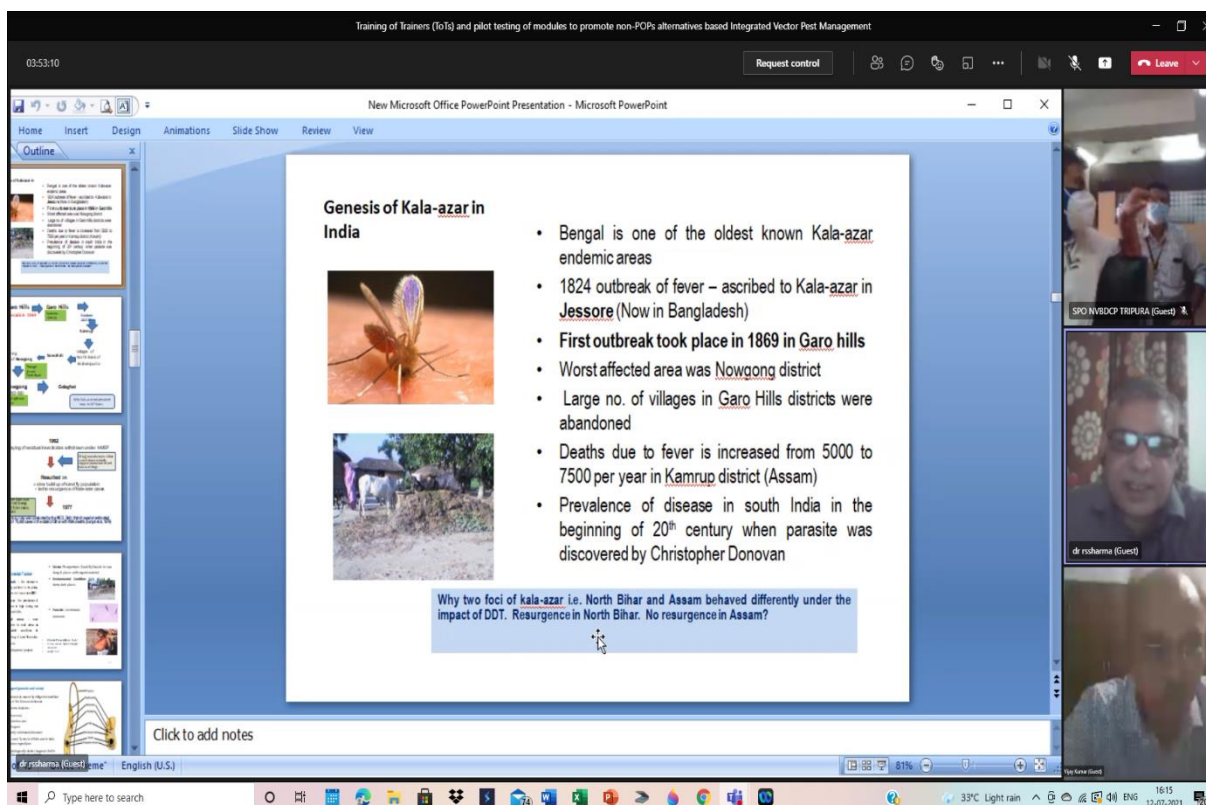 Training of Trainers (ToTs) and pilot testing of modules to promote non-POPs alternatives based Integrated Vector Pest Management
03:53:10
Request control
Leave
New Microsoft Office PowerPoint Presentation - Microsoft PowerPoint
Home Insert Design Animations Slide Show Review View
Outline
Genesis of Kala-azar in
India
• Bengal is one of the oldest known Kala-azar
endemic areas
• 1824 outbreak of fever – ascribed to Kala-azar in
Jessore (Now in Bangladesh)
• First outbreak took place in 1869 in Garo hills
• Worst affected area was Nowgong district
• Large no. of villages in Garo Hills districts were
abandoned
• Deaths due to fever is increased from 5000 to
7500 per year in Kamrup district (Assam)
• Prevalence of disease in south India in the
beginning of 20th century when parasite was
discovered by Christopher Donovan
Why two foci of kala-azar i.e. North Bihar and Assam behaved differently under the
impact of DDT. Resurgence in North Bihar. No resurgence in Assam?
SPO NVBDCP TRIPURA (Guest)
dr rssharma (Guest)
Vijay Kumar (Guest)
Click to add notes
dr rssharma (Guest)
English (U.S.)
81%
Type here to search
33°C Light rain
ENG
16:15
12-07-2021